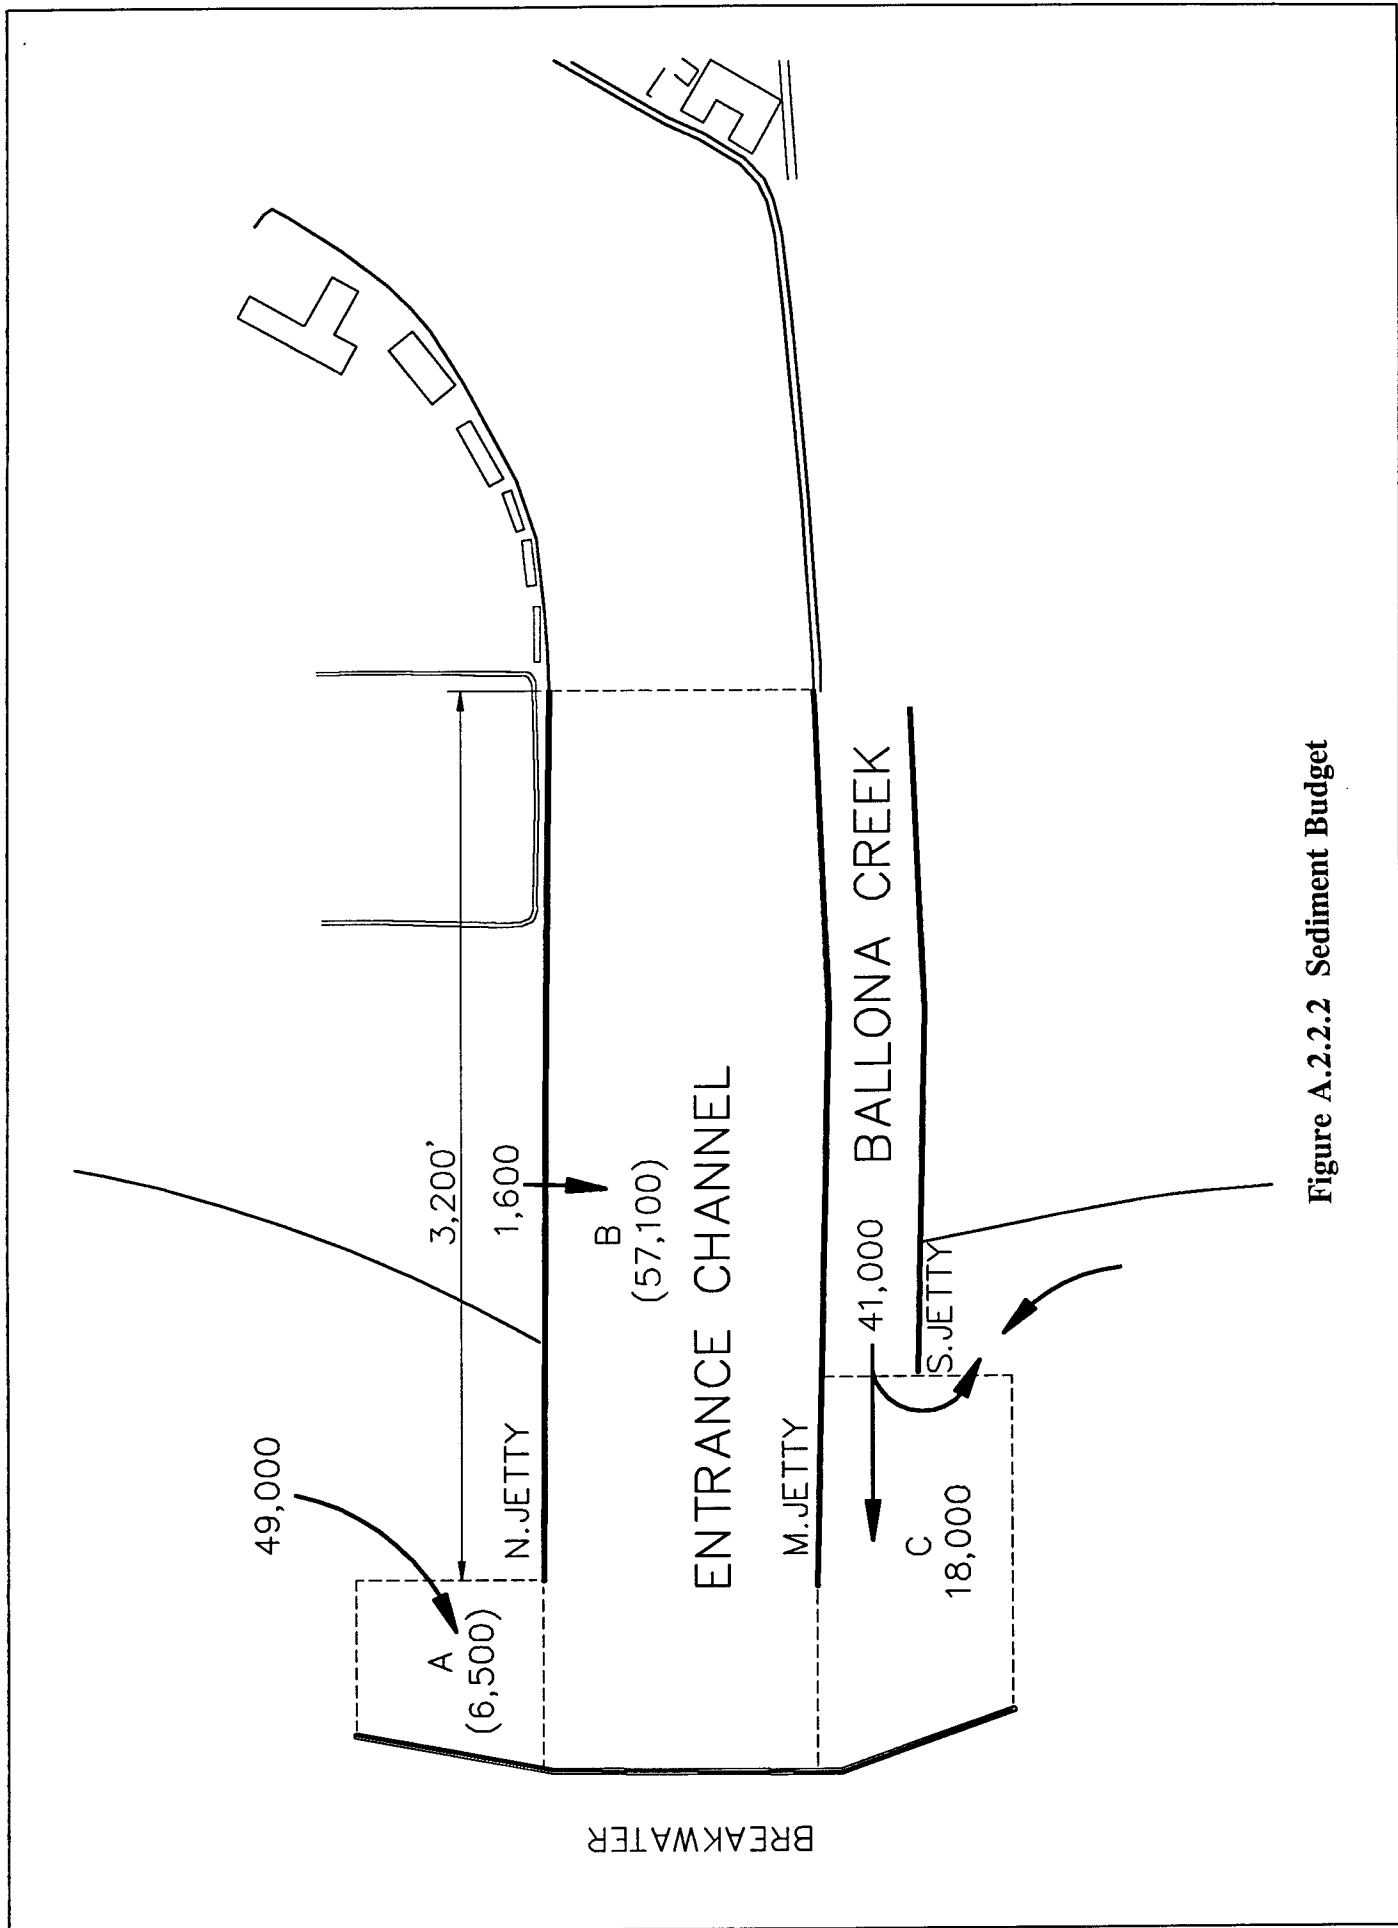 49,000
3,200'
1,600
N.JETTY
A
(6,500)
B
(57,100)
ENTRANCE CHANNEL
BREAKWATER
M.JETTY
41,000
BALLONA CREEK
S.JETTY
C
18,000
Figure A.2.2.2 Sediment Budget